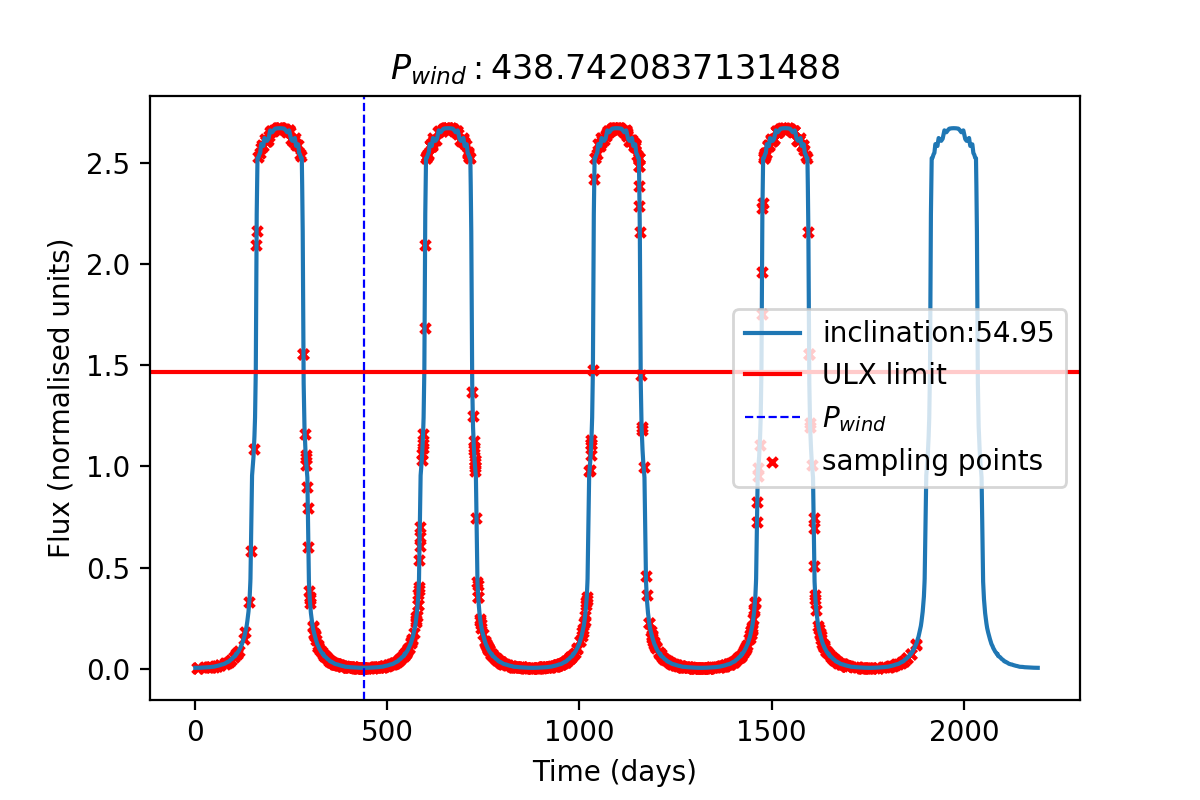 P_wind : 438.7420837131488
Flux (normalised units)
2.5
2.0
1.5
1.0
0.5
0.0
inclination:54.95
ULX limit
P_wind
sampling points
0 500 1000 1500 2000
Time (days)